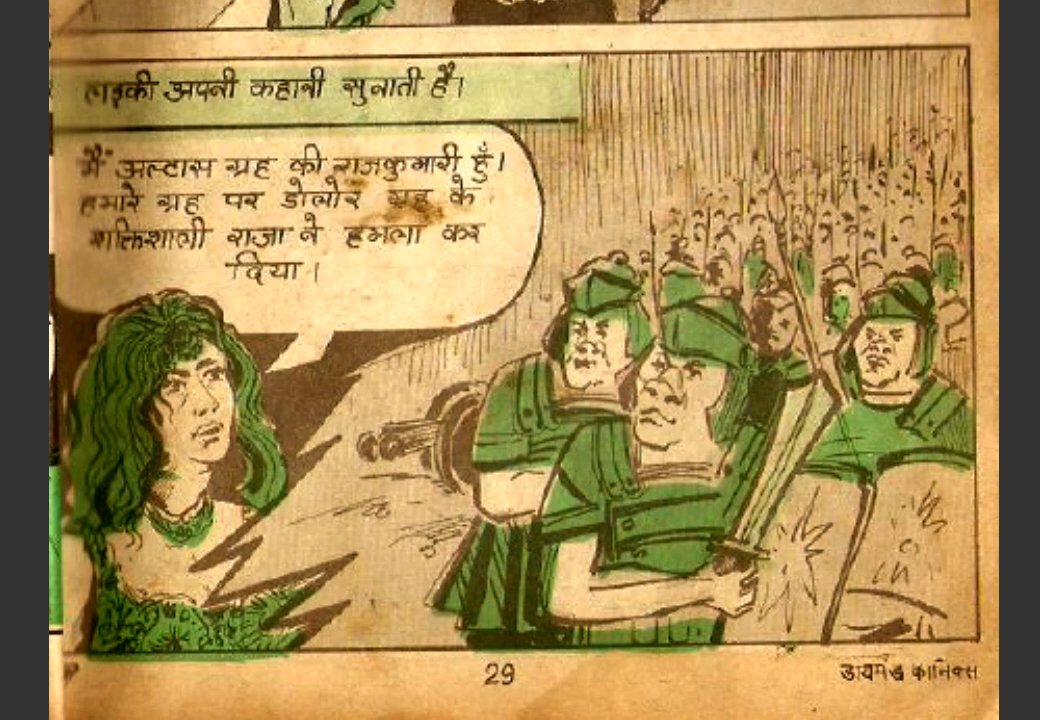 लड़की अपनी कहानी सुनाती है।
मैं अल्टास ग्रह की राजकुमारी हूँ।
हमारे ग्रह पर डोलोर ग्रह के
शक्तिशाली राजा ने हमला कर
दिया।
29
डायमंड कामिक्स